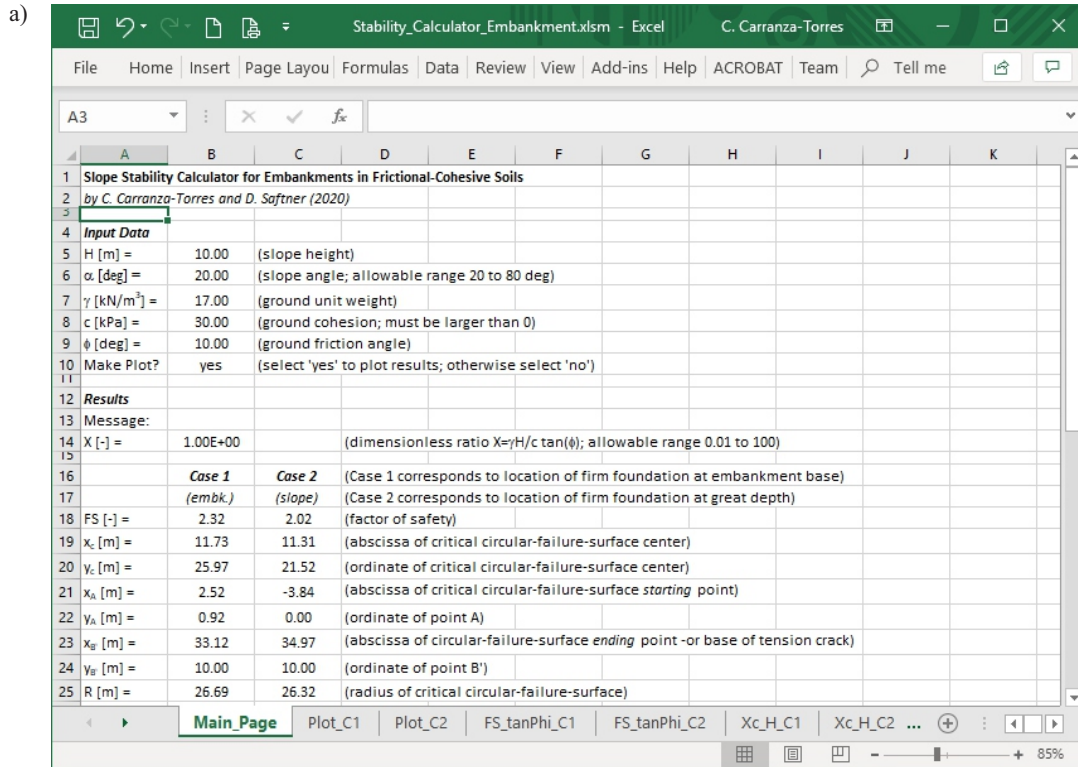 a)
Stability_Calculator_Embankment.xlsm - Excel C. Carranza-Torres
File Home Insert Page Layou Formulas Data Review View Add-ins Help ACROBAT Team Tell me
A3 fx
A B C D E F G H I J K
1 Slope Stability Calculator for Embankments in Frictional-Cohesive Soils
2 by C. Carranza-Torres and D. Saftner (2020)
3
4 Input Data
5 H [m] = 10.00 (slope height)
6 α [deg] = 20.00 (slope angle; allowable range 20 to 80 deg)
7 γ [kN/m³] = 17.00 (ground unit weight)
8 c [kPa] = 30.00 (ground cohesion; must be larger than 0)
9 ϕ [deg] = 10.00 (ground friction angle)
10 Make Plot? yes (select 'yes' to plot results; otherwise select 'no')
11
12 Results
13 Message:
14 X [-] = 1.00E+00 (dimensionless ratio X=γH/c tan(ϕ); allowable range 0.01 to 100)
15
16 Case 1 Case 2 (Case 1 corresponds to location of firm foundation at embankment base)
17 (embk.) (slope) (Case 2 corresponds to location of firm foundation at great depth)
18 FS [-] = 2.32 2.02 (factor of safety)
19 xc [m] = 11.73 11.31 (abscissa of critical circular-failure-surface center)
20 yc [m] = 25.97 21.52 (ordinate of critical circular-failure-surface center)
21 xA [m] = 2.52 -3.84 (abscissa of critical circular-failure-surface starting point)
22 yA [m] = 0.92 0.00 (ordinate of point A)
23 xB' [m] = 33.12 34.97 (abscissa of circular-failure-surface ending point -or base of tension crack)
24 yB' [m] = 10.00 10.00 (ordinate of point B')
25 R [m] = 26.69 26.32 (radius of critical circular-failure-surface)
Main_Page Plot_C1 Plot_C2 FS_tanPhi_C1 FS_tanPhi_C2 Xc_H_C1 Xc_H_C2 ...
85%